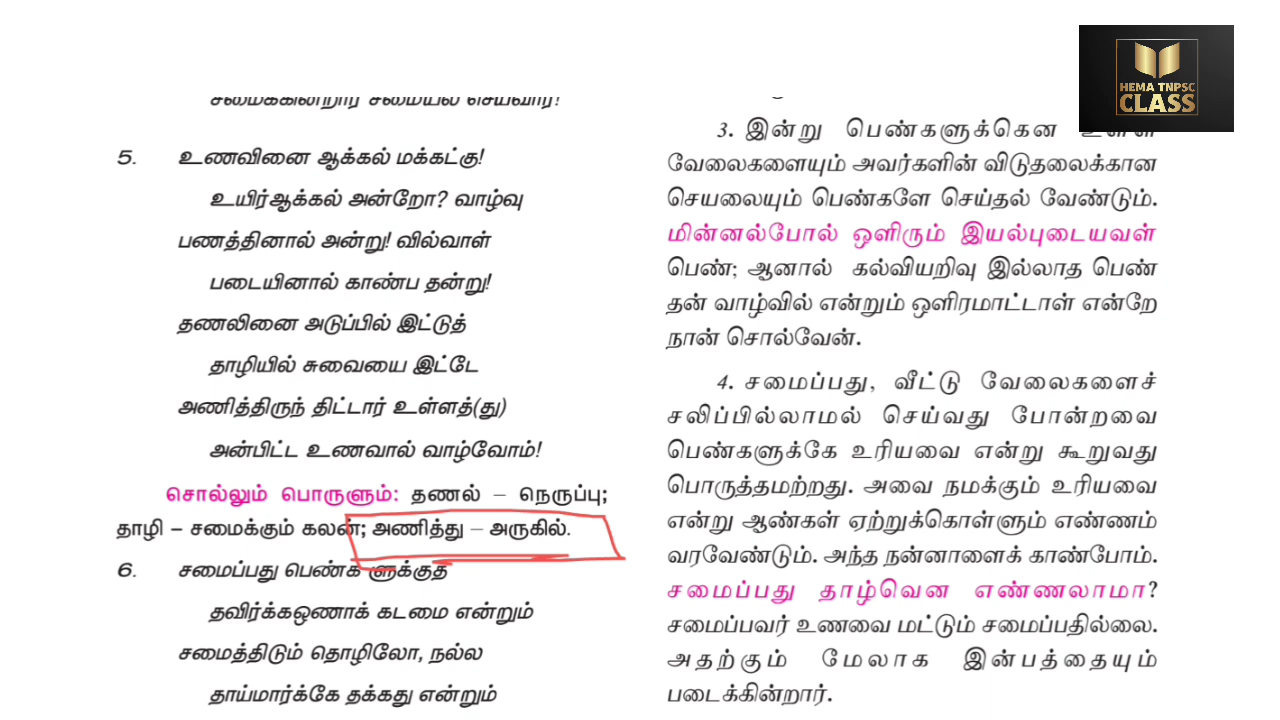 HEMA TNPSC
CLASS
சமைக்கின்றார் சமையல் செய்வார்!
5. உணவினை ஆக்கல் மக்கட்கு!
உயிர்ஆக்கல் அன்றோ? வாழ்வு
பணத்தினால் அன்று! வில்வாள்
படையினால் காண்ப தன்று!
தணலினை அடுப்பில் இட்டுத்
தாழியில் சுவையை இட்டே
அணித்திருந் திட்டார் உள்ளத்(து)
அன்பிட்ட உணவால் வாழ்வோம்!
சொல்லும் பொருளும்: தணல் – நெருப்பு;
தாழி – சமைக்கும் கலன்; அணித்து – அருகில்.
6. சமைப்பது பெண்க ளுக்குத்
தவிர்க்கஒணாக் கடமை என்றும்
சமைத்திடும் தொழிலோ, நல்ல
தாய்மார்க்கே தக்கது என்றும்
3. இன்று பெண்களுக்கென உள்ள
வேலைகளையும் அவர்களின் விடுதலைக்கான
செயலையும் பெண்களே செய்தல் வேண்டும்.
மின்னல்போல் ஒளிரும் இயல்புடையவள்
பெண்; ஆனால் கல்வியறிவு இல்லாத பெண்
தன் வாழ்வில் என்றும் ஒளிரமாட்டாள் என்றே
நான் சொல்வேன்.
4. சமைப்பது, வீட்டு வேலைகளைச்
சலிப்பில்லாமல் செய்வது போன்றவை
பெண்களுக்கே உரியவை என்று கூறுவது
பொருத்தமற்றது. அவை நமக்கும் உரியவை
என்று ஆண்கள் ஏற்றுக்கொள்ளும் எண்ணம்
வரவேண்டும். அந்த நன்னாளைக் காண்போம்.
சமைப்பது தாழ்வென எண்ணலாமா?
சமைப்பவர் உணவை மட்டும் சமைப்பதில்லை.
அதற்கும் மேலாக இன்பத்தையும்
படைக்கின்றார்.